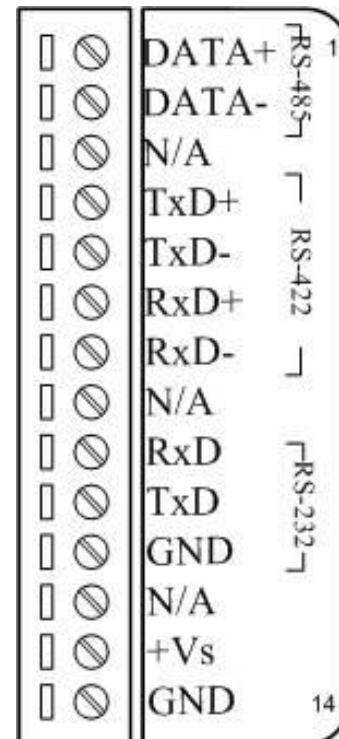 DATA+ RS-485 1
DATA-
N/A
TxD+ RS-422
TxD-
RxD+
RxD-
N/A
RxD RS-232
TxD
GND
N/A
+Vs
GND 14